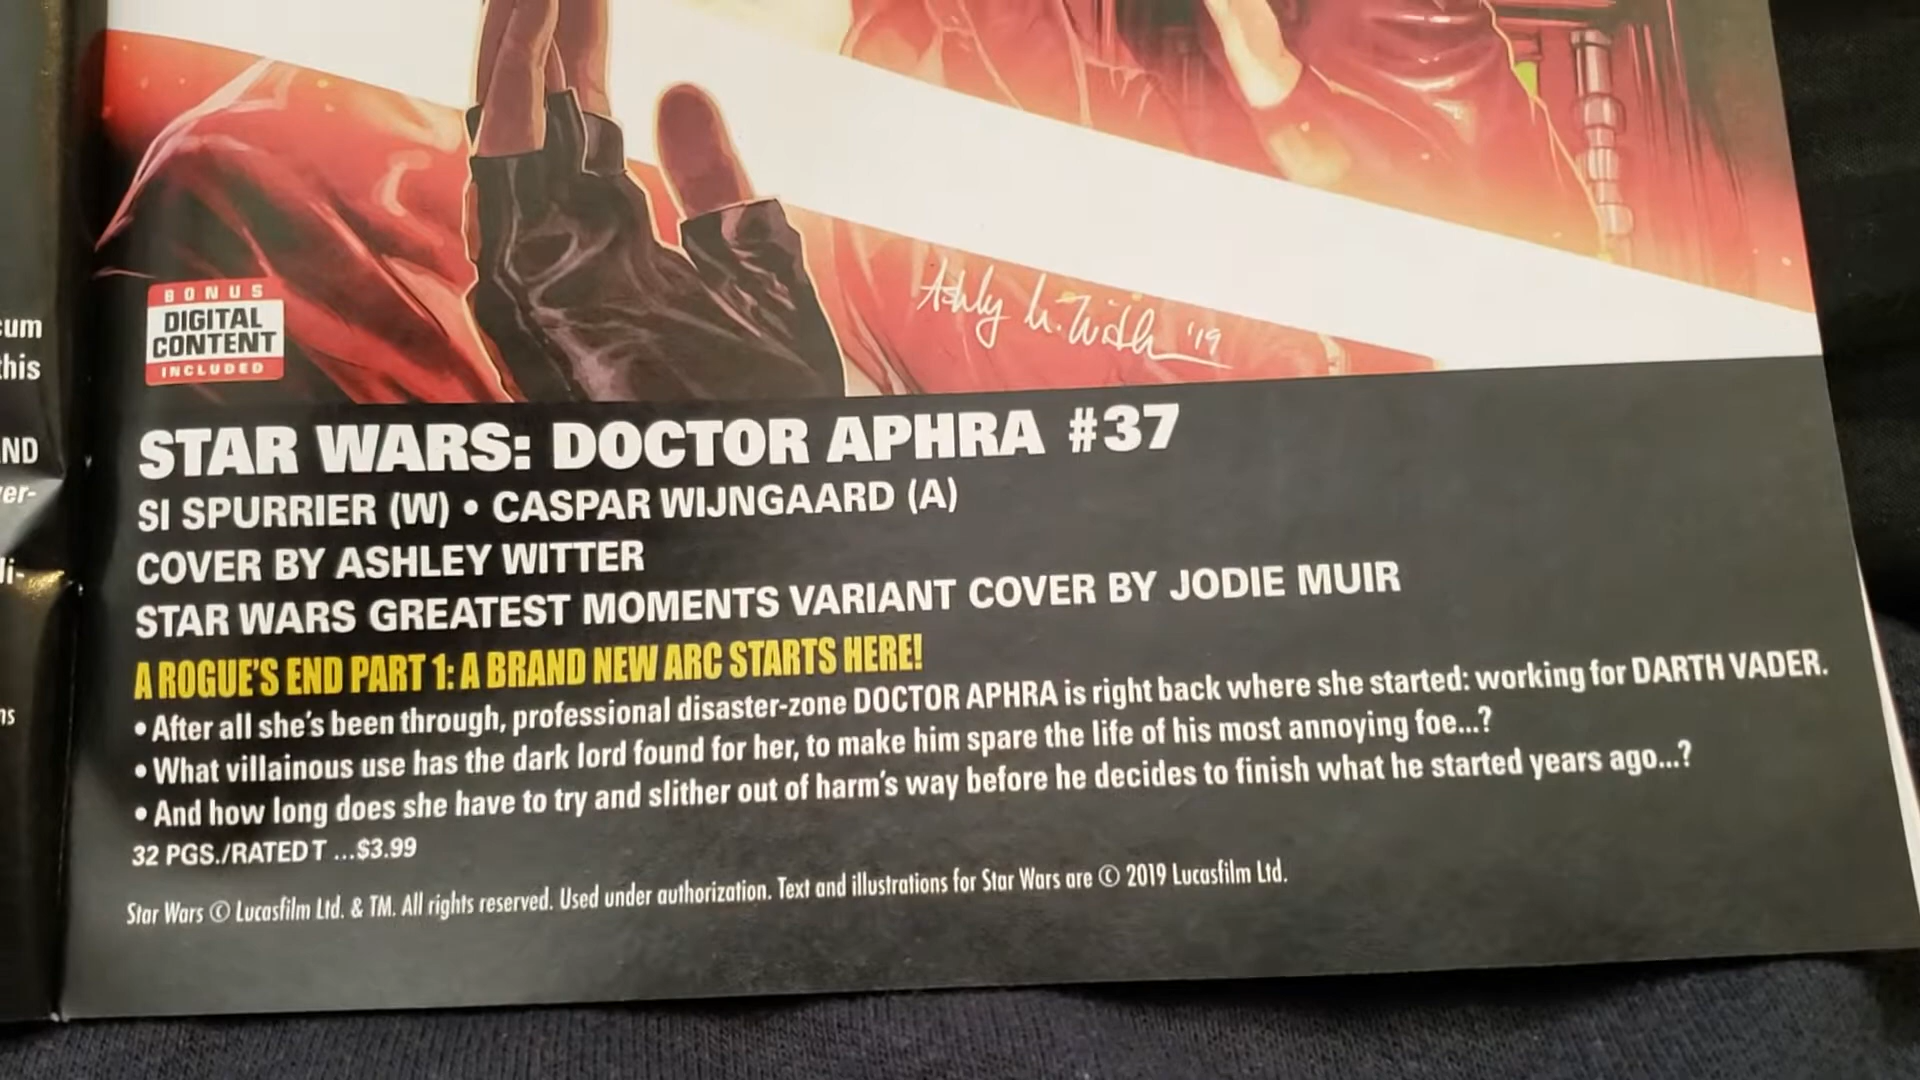 BONUS
DIGITAL
CONTENT
INCLUDED
Ashly W. Witter '19
STAR WARS: DOCTOR APHRA #37
SI SPURRIER (W) • CASPAR WIJNGAARD (A)
COVER BY ASHLEY WITTER
STAR WARS GREATEST MOMENTS VARIANT COVER BY JODIE MUIR
A ROGUE'S END PART 1: A BRAND NEW ARC STARTS HERE!
• After all she's been through, professional disaster-zone DOCTOR APHRA is right back where she started: working for DARTH VADER.
• What villainous use has the dark lord found for her, to make him spare the life of his most annoying foe...?
• And how long does she have to try and slither out of harm's way before he decides to finish what he started years ago...?
32 PGS./RATED T ...$3.99
Star Wars © Lucasfilm Ltd. & TM. All rights reserved. Used under authorization. Text and illustrations for Star Wars are © 2019 Lucasfilm Ltd.